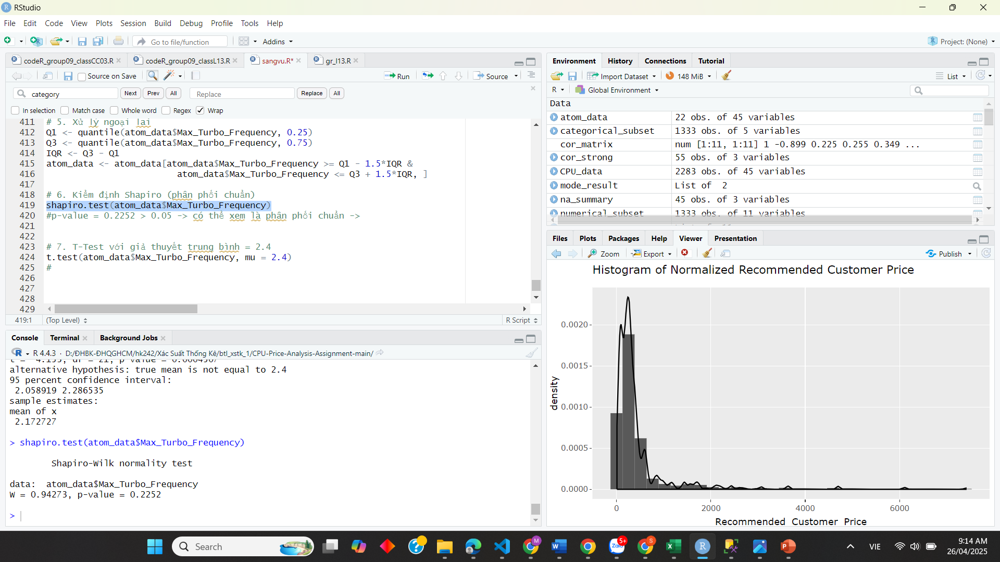 RStudio
File Edit Code View Plots Session Build Debug Profile Tools Help
Go to file/function Addins Project: (None)
codeR_group09_classCC03.R codeR_group09_classL13.R sangvu.R* gr_l13.R
Source on Save Run Source
category Next Prev All Replace Replace All
In selection Match case Whole word Regex Wrap
411 # 5. Xử lý ngoại lai
412 Q1 <- quantile(atom_data$Max_Turbo_Frequency, 0.25)
413 Q3 <- quantile(atom_data$Max_Turbo_Frequency, 0.75)
414 IQR <- Q3 - Q1
415 atom_data <- atom_data[atom_data$Max_Turbo_Frequency >= Q1 - 1.5*IQR &
416 atom_data$Max_Turbo_Frequency <= Q3 + 1.5*IQR, ]
417
418 # 6. Kiểm định Shapiro (phân phối chuẩn)
419 shapiro.test(atom_data$Max_Turbo_Frequency)
420 #p-value = 0.2252 > 0.05 -> có thể xem là phân phối chuẩn ->
421
422
423 # 7. T-Test với giả thuyết trung bình = 2.4
424 t.test(atom_data$Max_Turbo_Frequency, mu = 2.4)
425 #
426
427
428
429
419:1 (Top Level) R Script
Console Terminal Background Jobs
R 4.4.3 · D:/ĐHBK-ĐHQGHCM/hk242/Xác Suất Thống Kê/btl_xstk_1/CPU-Price-Analysis-Assignment-main/
alternative hypothesis: true mean is not equal to 2.4
95 percent confidence interval:
2.058919 2.286535
sample estimates:
mean of x
2.172727
> shapiro.test(atom_data$Max_Turbo_Frequency)
Shapiro-Wilk normality test
data: atom_data$Max_Turbo_Frequency
W = 0.94273, p-value = 0.2252
>
Environment History Connections Tutorial
Import Dataset 148 MiB List
R Global Environment
Data
atom_data 22 obs. of 45 variables
categorical_subset 1333 obs. of 5 variables
cor_matrix num [1:11, 1:11] 1 -0.899 0.225 0.255 0.349 ...
cor_strong 55 obs. of 3 variables
CPU_data 2283 obs. of 45 variables
mode_result List of 2
na_summary 45 obs. of 3 variables
numerical_subset 1333 obs. of 11 variables
Files Plots Packages Help Viewer Presentation
Zoom Export Publish
Histogram of Normalized Recommended Customer Price
density
0.0020
0.0015
0.0010
0.0005
0.0000
0 2000 4000 6000
Recommended_Customer_Price
Search
M
Zalo
5+
S
VIE
9:14 AM
26/04/2025